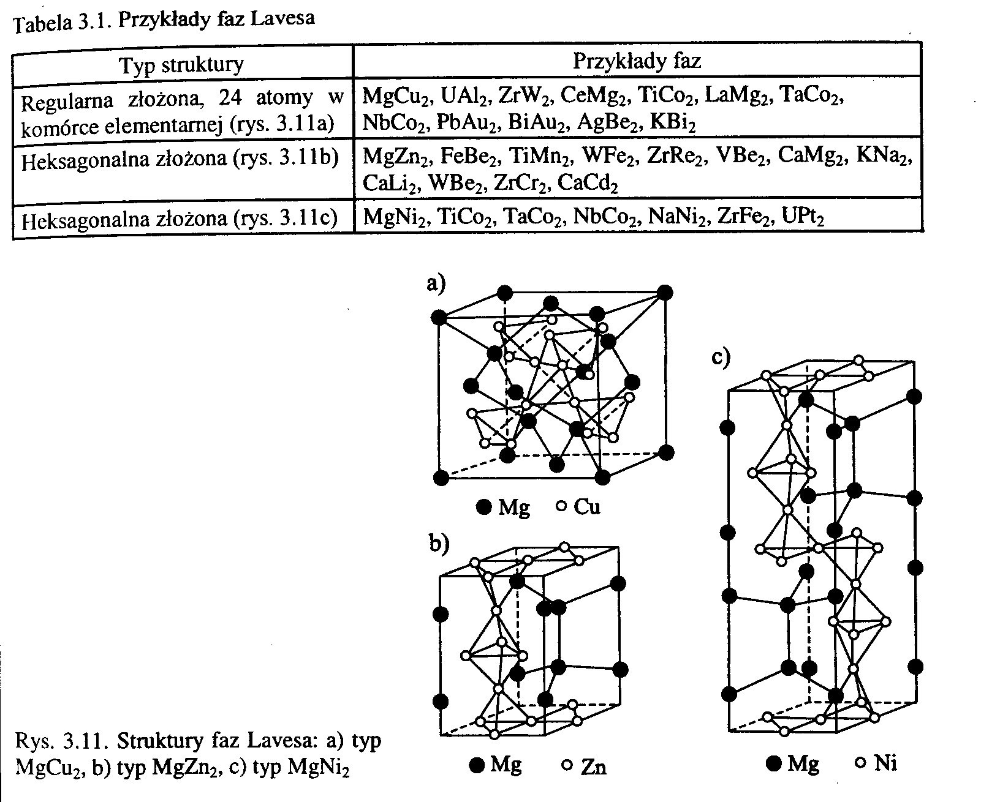 Tabela 3.1. Przykłady faz Lavesa
Typ struktury
Przykłady faz
Regularna złożona, 24 atomy w
komórce elementarnej (rys. 3.11a)
MgCu₂, UAl₂, ZrW₂, CeMg₂, TiCo₂, LaMg₂, TaCo₂,
NbCo₂, PbAu₂, BiAu₂, AgBe₂, KBi₂
Heksagonalna złożona (rys. 3.11b)
MgZn₂, FeBe₂, TiMn₂, WFe₂, ZrRe₂, VBe₂, CaMg₂, KNa₂,
CaLi₂, WBe₂, ZrCr₂, CaCd₂
Heksagonalna złożona (rys. 3.11c)
MgNi₂, TiCo₂, TaCo₂, NbCo₂, NaNi₂, ZrFe₂, UPt₂
a)
Mg Cu
b)
Mg Zn
c)
Mg Ni
Rys. 3.11. Struktury faz Lavesa: a) typ
MgCu₂, b) typ MgZn₂, c) typ MgNi₂